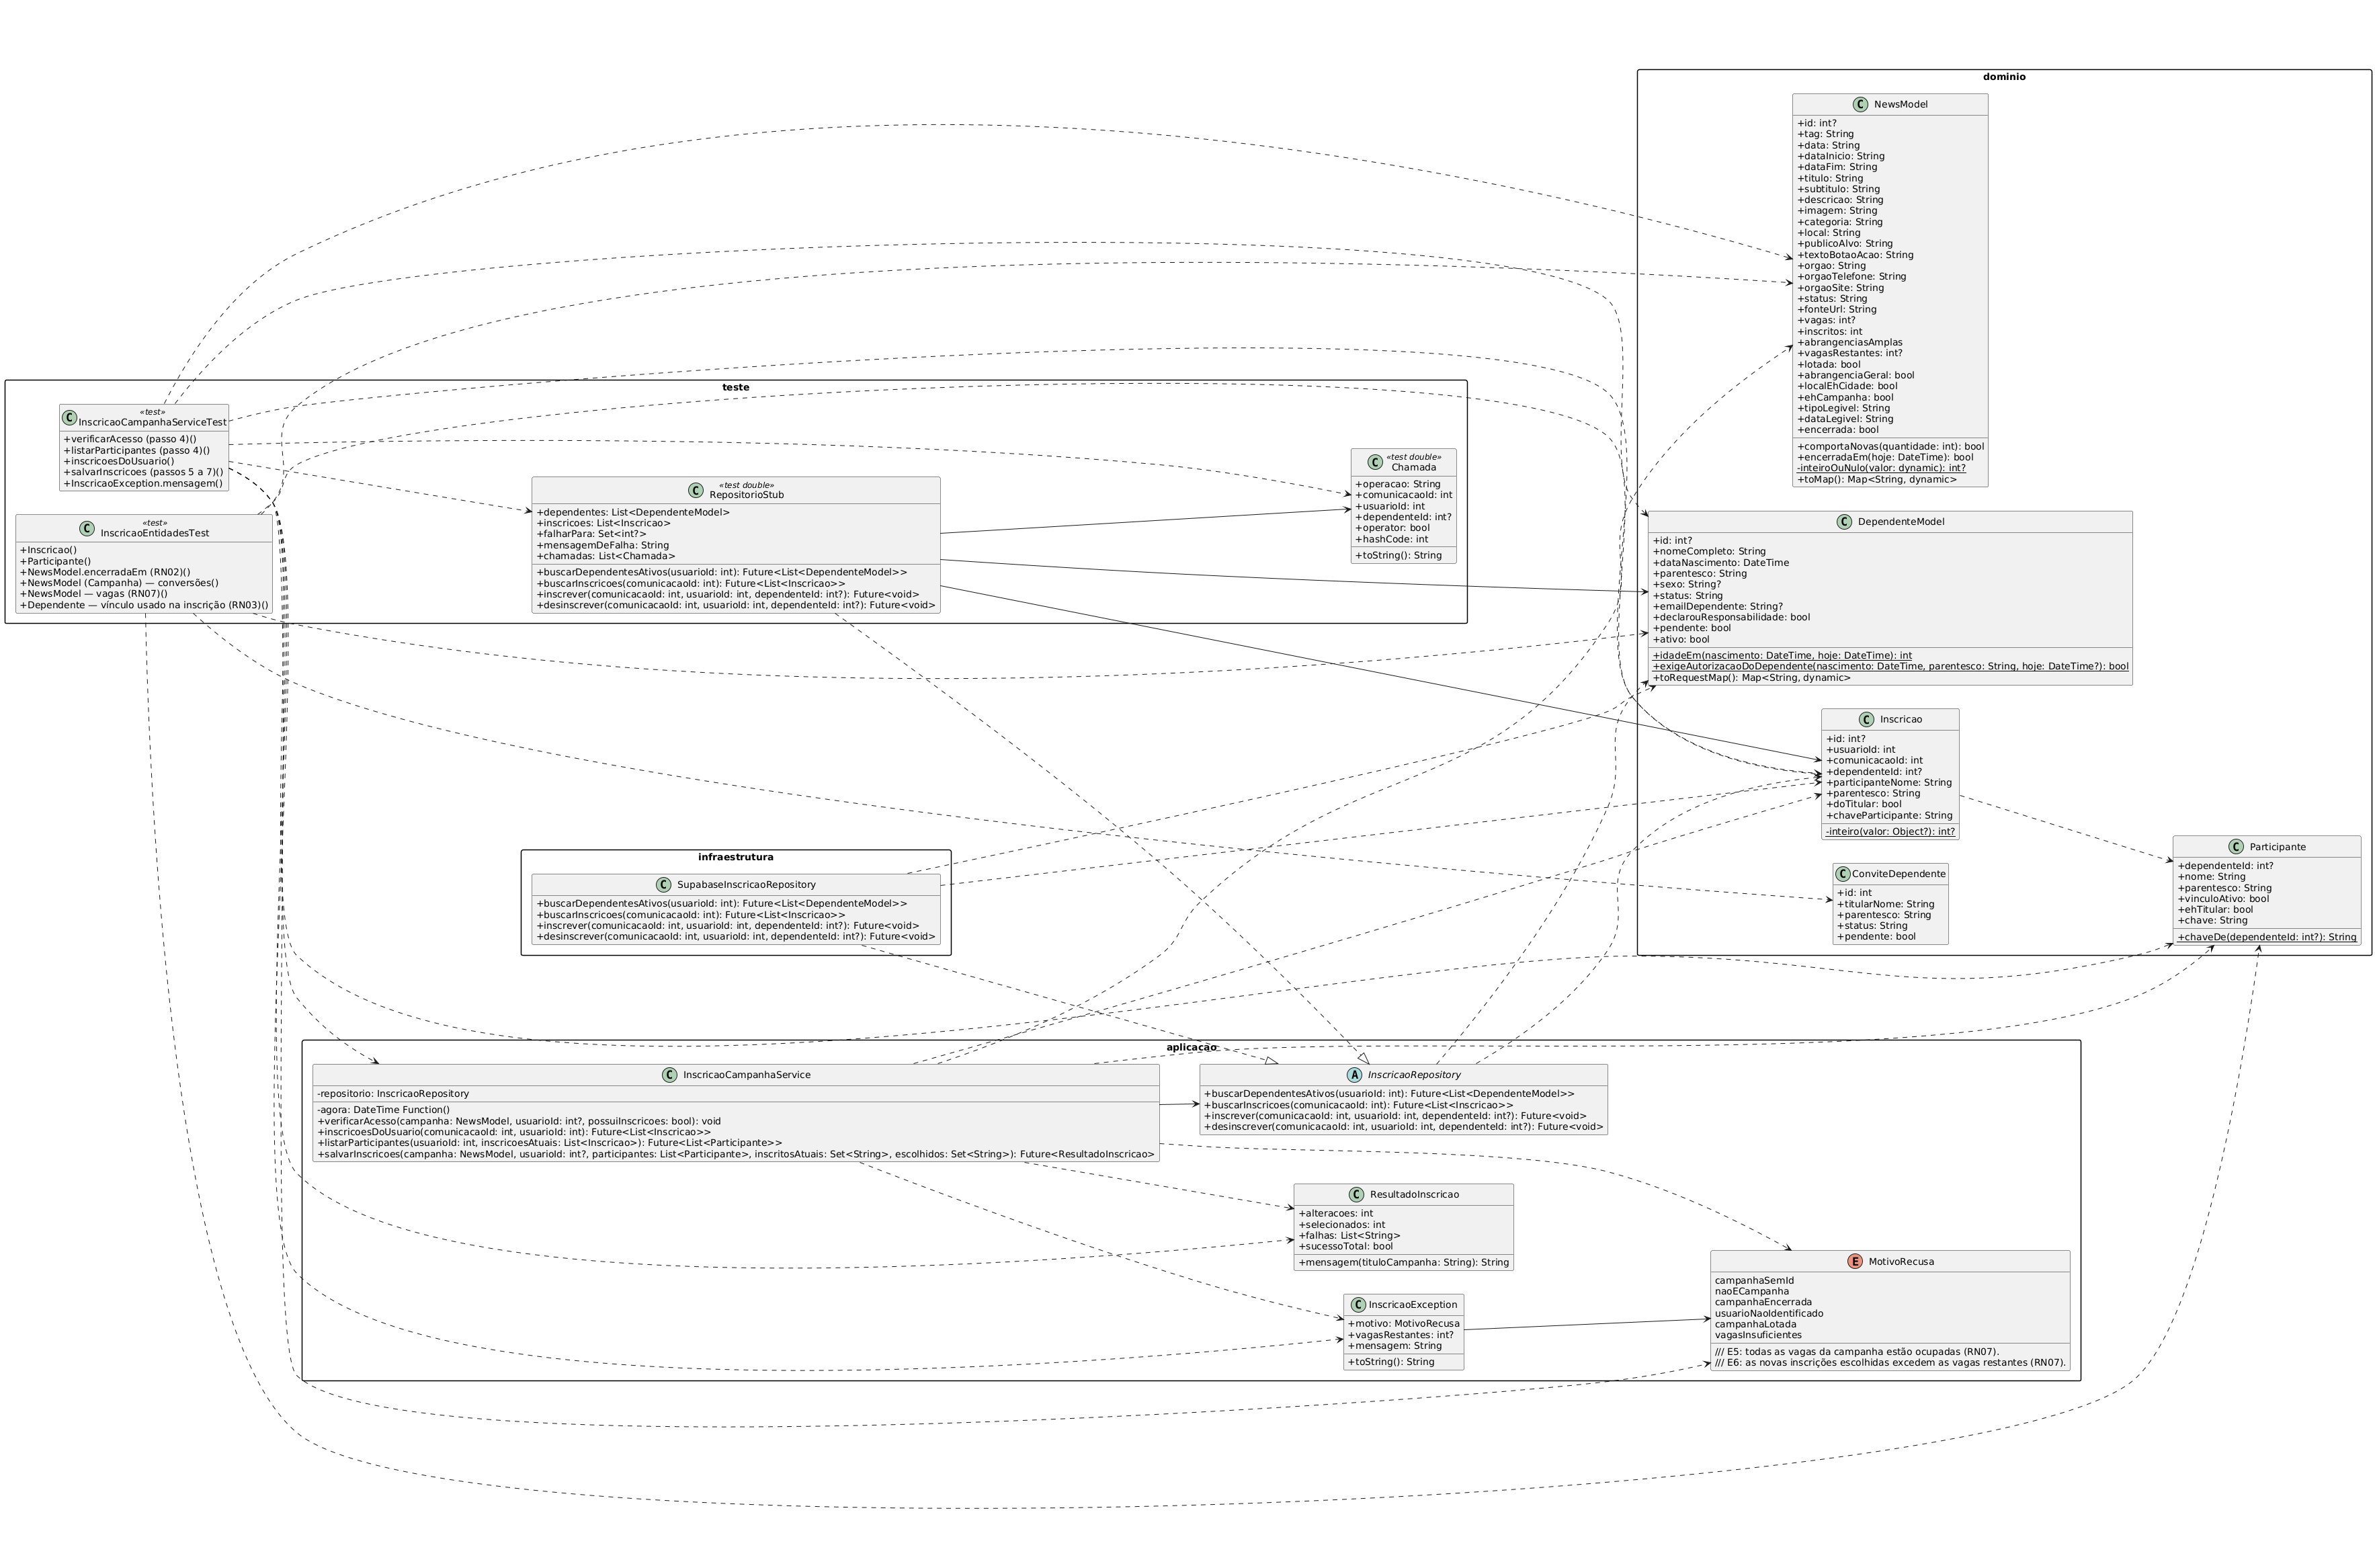 dominio
NewsModel
+id: int?
+tag: String
+data: String
+dataInicio: String
+dataFim: String
+titulo: String
+subtitulo: String
+descricao: String
+imagem: String
+categoria: String
+local: String
+publicoAlvo: String
+textoBotaoAcao: String
+orgao: String
+orgaoTelefone: String
+orgaoSite: String
+status: String
+fonteUrl: String
+vagas: int?
+inscritos: int
+abrangenciasAmplas
+vagasRestantes: int?
+lotada: bool
+abrangenciaGeral: bool
+localEhCidade: bool
+ehCampanha: bool
+tipoLegivel: String
+dataLegivel: String
+encerrada: bool
+comportaNovas(quantidade: int): bool
+encerradaEm(hoje: DateTime): bool
-inteiroOuNulo(valor: dynamic): int?
+toMap(): Map<String, dynamic>
teste
«test»
InscricaoCampanhaServiceTest
+verificarAcesso (passo 4)()
+listarParticipantes (passo 4)()
+inscricoesDoUsuario()
+salvarInscricoes (passos 5 a 7)()
+InscricaoException.mensagem()
«test»
InscricaoEntidadesTest
+Inscricao()
+Participante()
+NewsModel.encerradaEm (RN02)()
+NewsModel (Campanha) — conversões()
+NewsModel — vagas (RN07)()
+Dependente — vínculo usado na inscrição (RN03)()
«test double»
RepositorioStub
+dependentes: List<DependenteModel>
+inscricoes: List<Inscricao>
+falharPara: Set<int?>
+mensagemDeFalha: String
+chamadas: List<Chamada>
+buscarDependentesAtivos(usuarioId: int): Future<List<DependenteModel>>
+buscarInscricoes(comunicacaoId: int): Future<List<Inscricao>>
+inscrever(comunicacaoId: int, usuarioId: int, dependenteId: int?): Future<void>
+desinscrever(comunicacaoId: int, usuarioId: int, dependenteId: int?): Future<void>
«test double»
Chamada
+operacao: String
+comunicacaoId: int
+usuarioId: int
+dependenteId: int?
+operator: bool
+hashCode: int
+toString(): String
DependenteModel
+id: int?
+nomeCompleto: String
+dataNascimento: DateTime
+parentesco: String
+sexo: String?
+status: String
+emailDependente: String?
+declarouResponsabilidade: bool
+pendente: bool
+ativo: bool
+idadeEm(nascimento: DateTime, hoje: DateTime): int
+exigeAutorizacaoDoDependente(nascimento: DateTime, parentesco: String, hoje: DateTime?): bool
+toRequestMap(): Map<String, dynamic>
Inscricao
+id: int?
+usuarioId: int
+comunicacaoId: int
+dependenteId: int?
+participanteNome: String
+parentesco: String
+doTitular: bool
+chaveParticipante: String
-inteiro(valor: Object?): int?
ConviteDependente
+id: int
+titularNome: String
+parentesco: String
+status: String
+pendente: bool
Participante
+dependenteId: int?
+nome: String
+parentesco: String
+vinculoAtivo: bool
+ehTitular: bool
+chave: String
+chaveDe(dependenteId: int?): String
infraestrutura
SupabaseInscricaoRepository
+buscarDependentesAtivos(usuarioId: int): Future<List<DependenteModel>>
+buscarInscricoes(comunicacaoId: int): Future<List<Inscricao>>
+inscrever(comunicacaoId: int, usuarioId: int, dependenteId: int?): Future<void>
+desinscrever(comunicacaoId: int, usuarioId: int, dependenteId: int?): Future<void>
aplicação
InscricaoCampanhaService
-repositorio: InscricaoRepository
-agora: DateTime Function()
+verificarAcesso(campanha: NewsModel, usuarioId: int?, possuiInscricoes: bool): void
+inscricoesDoUsuario(comunicacaoId: int, usuarioId: int): Future<List<Inscricao>>
+listarParticipantes(usuarioId: int, inscricoesAtuais: List<Inscricao>): Future<List<Participante>>
+salvarInscricoes(campanha: NewsModel, usuarioId: int?, participantes: List<Participante>, inscritosAtuais: Set<String>, escolhidos: Set<String>): Future<ResultadoInscricao>
InscricaoRepository
+buscarDependentesAtivos(usuarioId: int): Future<List<DependenteModel>>
+buscarInscricoes(comunicacaoId: int): Future<List<Inscricao>>
+inscrever(comunicacaoId: int, usuarioId: int, dependenteId: int?): Future<void>
+desinscrever(comunicacaoId: int, usuarioId: int, dependenteId: int?): Future<void>
ResultadoInscricao
+alteracoes: int
+selecionados: int
+falhas: List<String>
+sucessoTotal: bool
+mensagem(tituloCampanha: String): String
InscricaoException
+motivo: MotivoRecusa
+vagasRestantes: int?
+mensagem: String
+toString(): String
MotivoRecusa
campanhaSemId
naoECampanha
campanhaEncerrada
usuarioNaoIdentificado
campanhaLotada
vagasInsuficientes
/// E5: todas as vagas da campanha estão ocupadas (RN07).
/// E6: as novas inscrições escolhidas excedem as vagas restantes (RN07).